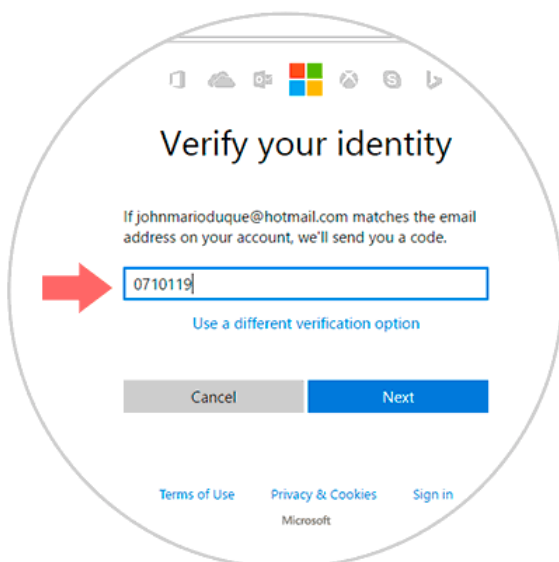 Verify your identity
If johnmarioduque@hotmail.com matches the email
address on your account, we'll send you a code.
0710119
Use a different verification option
Cancel
Next
Terms of Use
Privacy & Cookies
Sign in
Microsoft